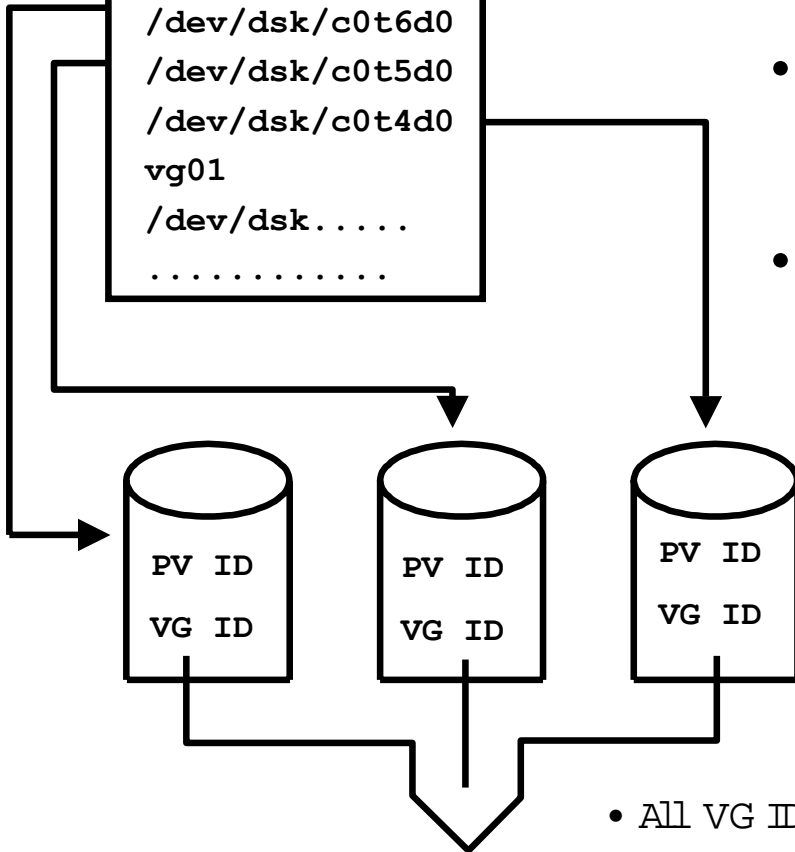 /dev/dsk/c0t6d0
/dev/dsk/c0t5d0
/dev/dsk/c0t4d0
vg01
/dev/dsk.....
............
•
•
PV ID
VG ID
PV ID
VG ID
PV ID
VG ID
• All VG ID